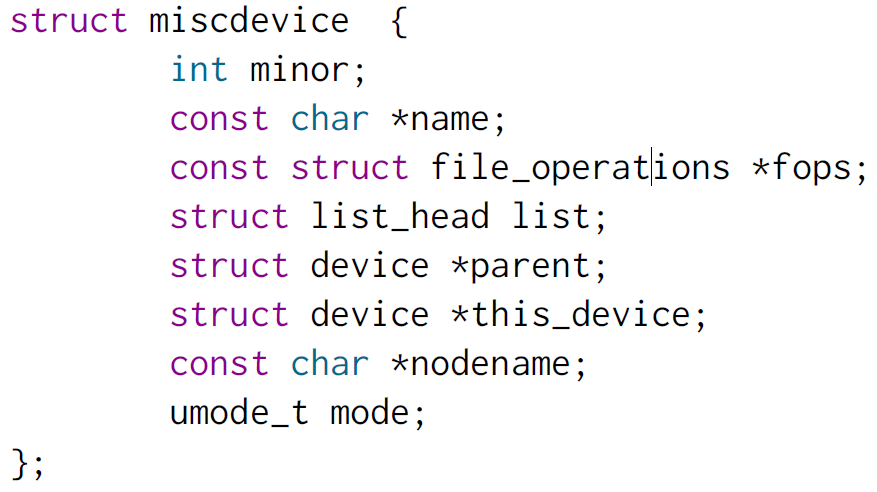 struct miscdevice  {
        int minor;
        const char *name;
        const struct file_operations *fops;
        struct list_head list;
        struct device *parent;
        struct device *this_device;
        const char *nodename;
        umode_t mode;
};